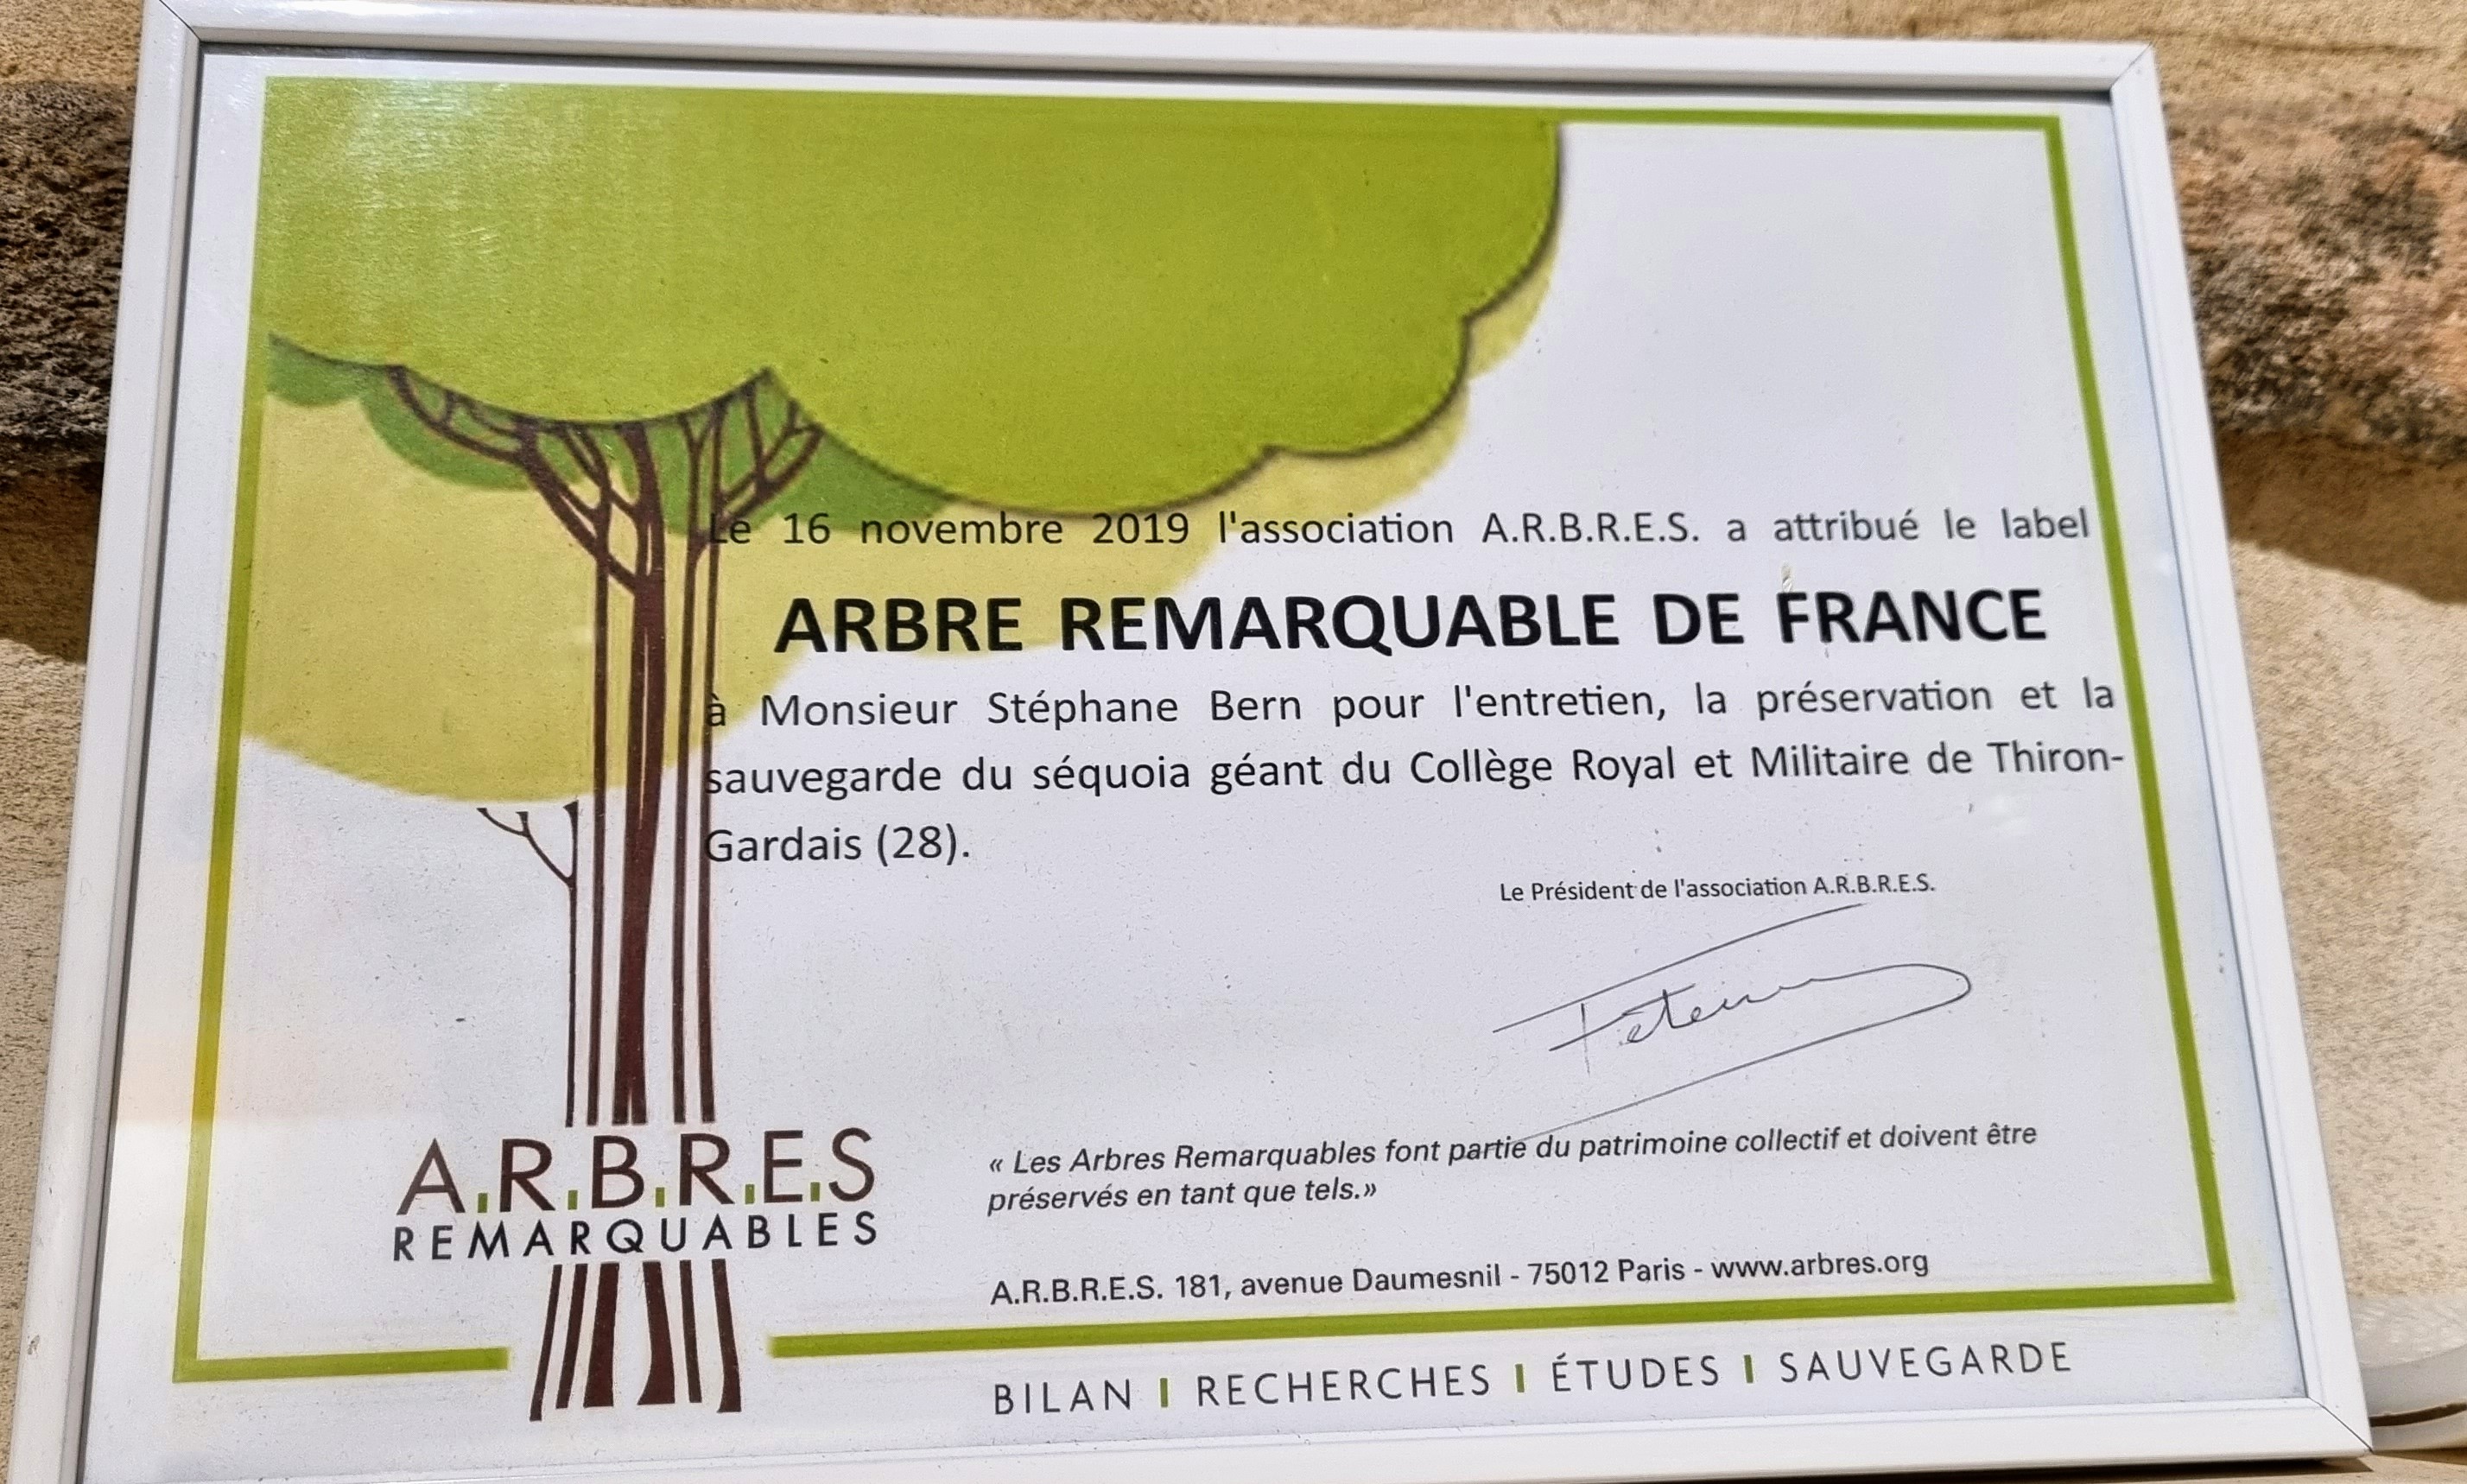 Le 16 novembre 2019 l'association A.R.B.R.E.S. a attribué le label
ARBRE REMARQUABLE DE FRANCE
à Monsieur Stéphane Bern pour l'entretien, la préservation et la
sauvegarde du séquoia géant du Collège Royal et Militaire de Thiron-
Gardais (28).
Le Président de l'association A.R.B.R.E.S.
A.R.B.R.E.S
REMARQUABLES
« Les Arbres Remarquables font partie du patrimoine collectif et doivent être
préservés en tant que tels.»
A.R.B.R.E.S. 181, avenue Daumesnil - 75012 Paris - www.arbres.org
BILAN I RECHERCHES I ÉTUDES I SAUVEGARDE